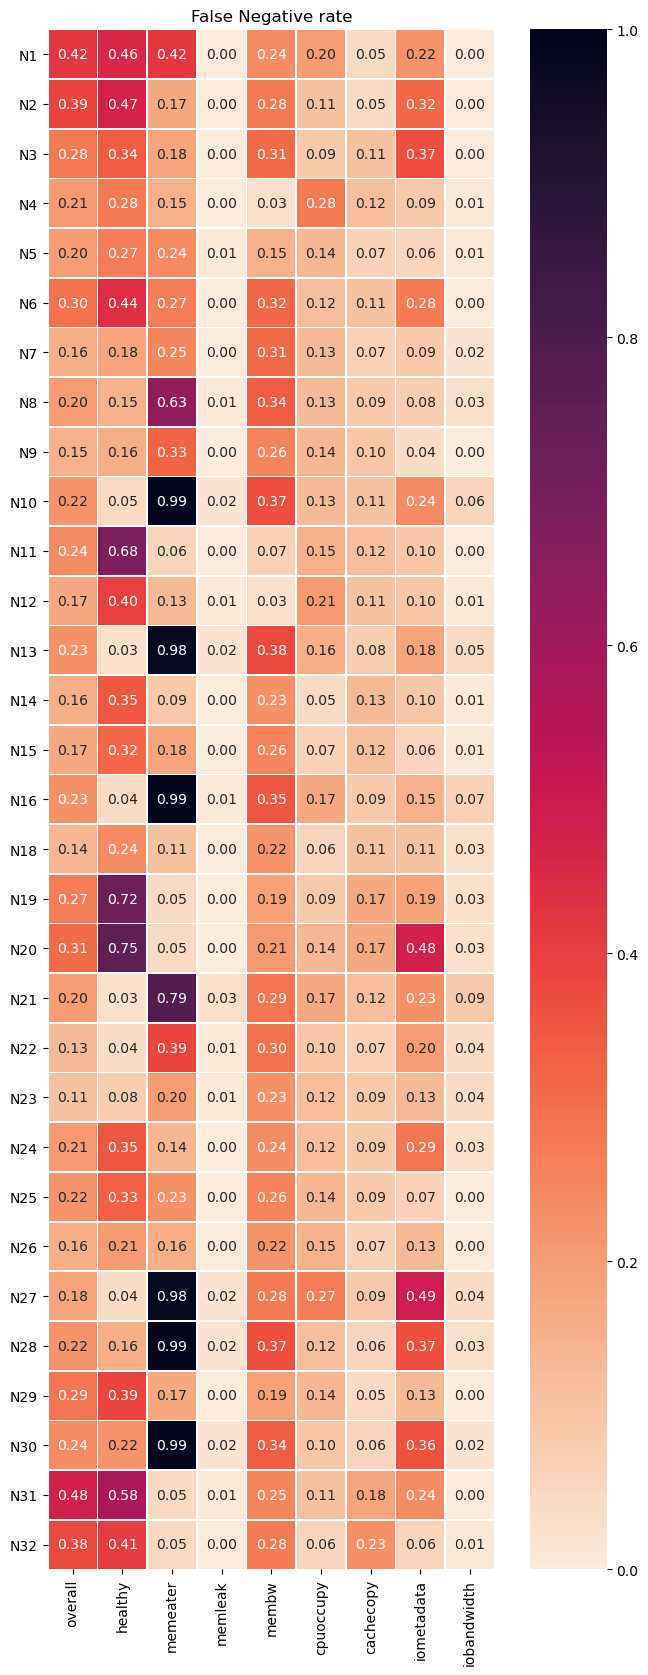 False Negative rate
N1 0.42 0.46 0.42 0.00 0.24 0.20 0.05 0.22 0.00
N2 0.39 0.47 0.17 0.00 0.28 0.11 0.05 0.32 0.00
N3 0.28 0.34 0.18 0.00 0.31 0.09 0.11 0.37 0.00
N4 0.21 0.28 0.15 0.00 0.03 0.28 0.12 0.09 0.01
N5 0.20 0.27 0.24 0.01 0.15 0.14 0.07 0.06 0.01
N6 0.30 0.44 0.27 0.00 0.32 0.12 0.11 0.28 0.00
N7 0.16 0.18 0.25 0.00 0.31 0.13 0.07 0.09 0.02
N8 0.20 0.15 0.63 0.01 0.34 0.13 0.09 0.08 0.03
N9 0.15 0.16 0.33 0.00 0.26 0.14 0.10 0.04 0.00
N10 0.22 0.05 0.99 0.02 0.37 0.13 0.11 0.24 0.06
N11 0.24 0.68 0.06 0.00 0.07 0.15 0.12 0.10 0.00
N12 0.17 0.40 0.13 0.01 0.03 0.21 0.11 0.10 0.01
N13 0.23 0.03 0.98 0.02 0.38 0.16 0.08 0.18 0.05
N14 0.16 0.35 0.09 0.00 0.23 0.05 0.13 0.10 0.01
N15 0.17 0.32 0.18 0.00 0.26 0.07 0.12 0.06 0.01
N16 0.23 0.04 0.99 0.01 0.35 0.17 0.09 0.15 0.07
N18 0.14 0.24 0.11 0.00 0.22 0.06 0.11 0.11 0.03
N19 0.27 0.72 0.05 0.00 0.19 0.09 0.17 0.19 0.03
N20 0.31 0.75 0.05 0.00 0.21 0.14 0.17 0.48 0.03
N21 0.20 0.03 0.79 0.03 0.29 0.17 0.12 0.23 0.09
N22 0.13 0.04 0.39 0.01 0.30 0.10 0.07 0.20 0.04
N23 0.11 0.08 0.20 0.01 0.23 0.12 0.09 0.13 0.04
N24 0.21 0.35 0.14 0.00 0.24 0.12 0.09 0.29 0.03
N25 0.22 0.33 0.23 0.00 0.26 0.14 0.09 0.07 0.00
N26 0.16 0.21 0.16 0.00 0.22 0.15 0.07 0.13 0.00
N27 0.18 0.04 0.98 0.02 0.28 0.27 0.09 0.49 0.04
N28 0.22 0.16 0.99 0.02 0.37 0.12 0.06 0.37 0.03
N29 0.29 0.39 0.17 0.00 0.19 0.14 0.05 0.13 0.00
N30 0.24 0.22 0.99 0.02 0.34 0.10 0.06 0.36 0.02
N31 0.48 0.58 0.05 0.01 0.25 0.11 0.18 0.24 0.00
N32 0.38 0.41 0.05 0.00 0.28 0.06 0.23 0.06 0.01
overall
healthy
memeater
memleak
membw
cpuoccupy
cachecopy
iometadata
iobandwidth
1.0
0.8
0.6
0.4
0.2
0.0